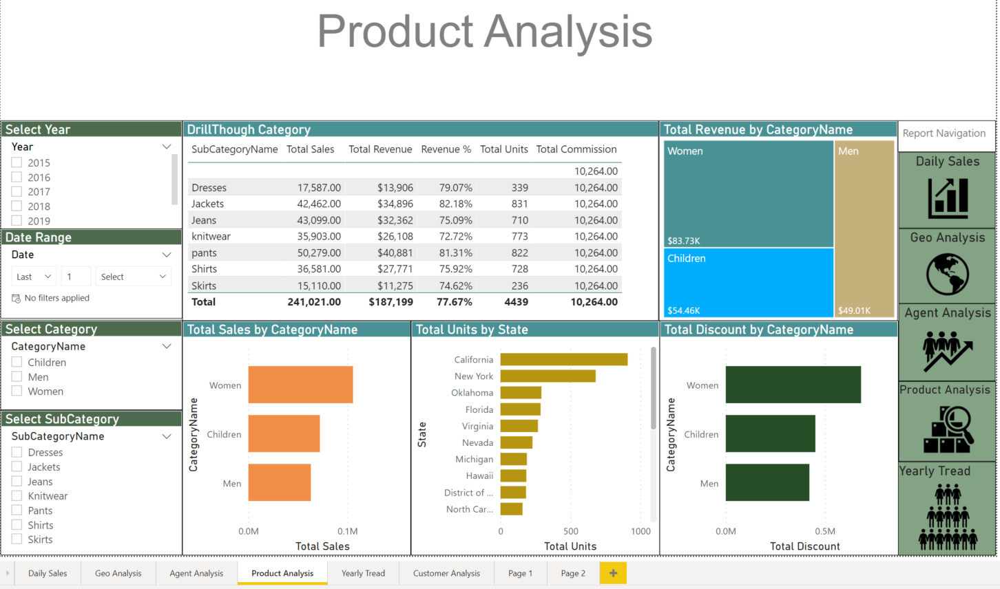 Product Analysis
Select Year
Year
2015
2016
2017
2018
2019
Date Range
Date
Last 1 Select
No filters applied
Select Category
CategoryName
Children
Men
Women
Select SubCategory
SubCategoryName
Dresses
Jackets
Jeans
Knitwear
Pants
Shirts
Skirts
DrillThough Category
SubCategoryName Total Sales Total Revenue Revenue % Total Units Total Commission
10,264.00
Dresses 17,587.00 $13,906 79.07% 339 10,264.00
Jackets 42,462.00 $34,896 82.18% 831 10,264.00
Jeans 43,099.00 $32,362 75.09% 710 10,264.00
knitwear 35,903.00 $26,108 72.72% 773 10,264.00
pants 50,279.00 $40,881 81.31% 822 10,264.00
Shirts 36,581.00 $27,771 75.92% 728 10,264.00
Skirts 15,110.00 $11,275 74.62% 236 10,264.00
Total 241,021.00 $187,199 77.67% 4439 10,264.00
Total Revenue by CategoryName
Women
$83.73K
Children
$54.46K
Men
$49.01K
Total Sales by CategoryName
CategoryName
Women
Children
Men
0.0M 0.1M
Total Sales
Total Units by State
State
California
New York
Oklahoma
Florida
Virginia
Nevada
Michigan
Hawaii
District of ...
North Car...
0 500 1000
Total Units
Total Discount by CategoryName
CategoryName
Women
Children
Men
0.0M 0.5M
Total Discount
Report Navigation
Daily Sales
Geo Analysis
Agent Analysis
Product Analysis
Yearly Tread
Daily Sales Geo Analysis Agent Analysis Product Analysis Yearly Tread Customer Analysis Page 1 Page 2 +